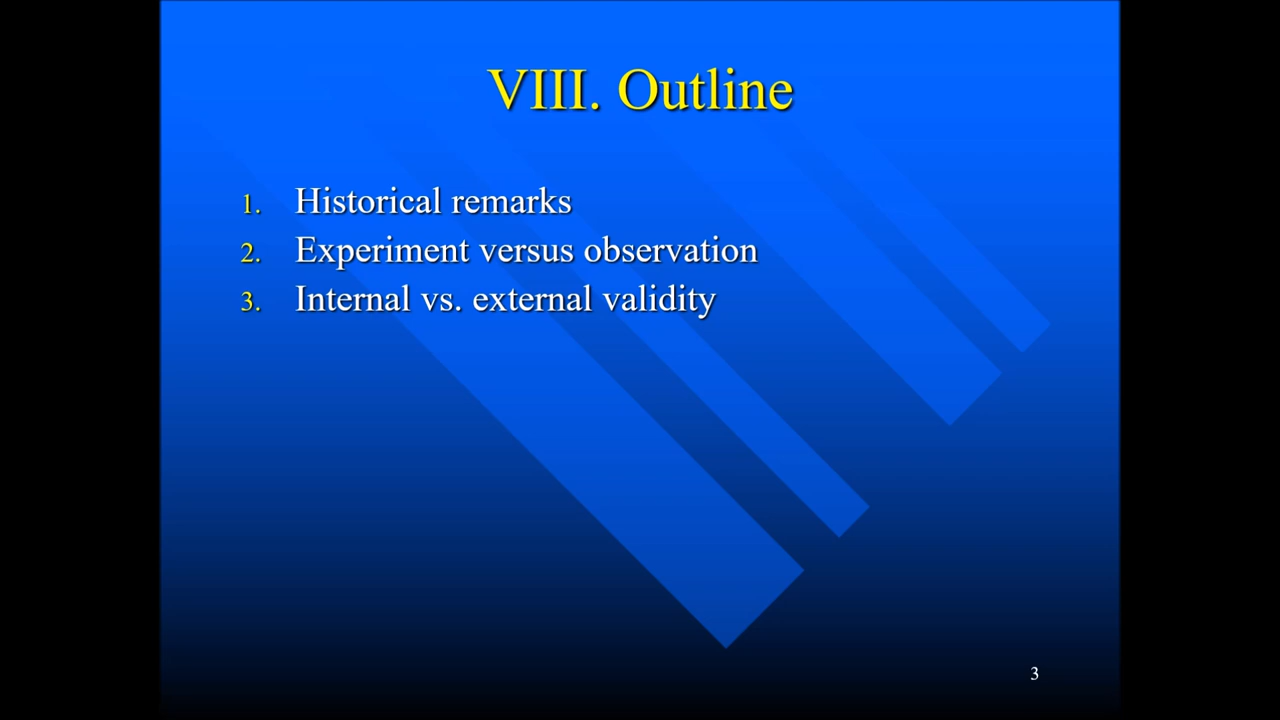 VIII. Outline
1. Historical remarks
2. Experiment versus observation
3. Internal vs. external validity
3